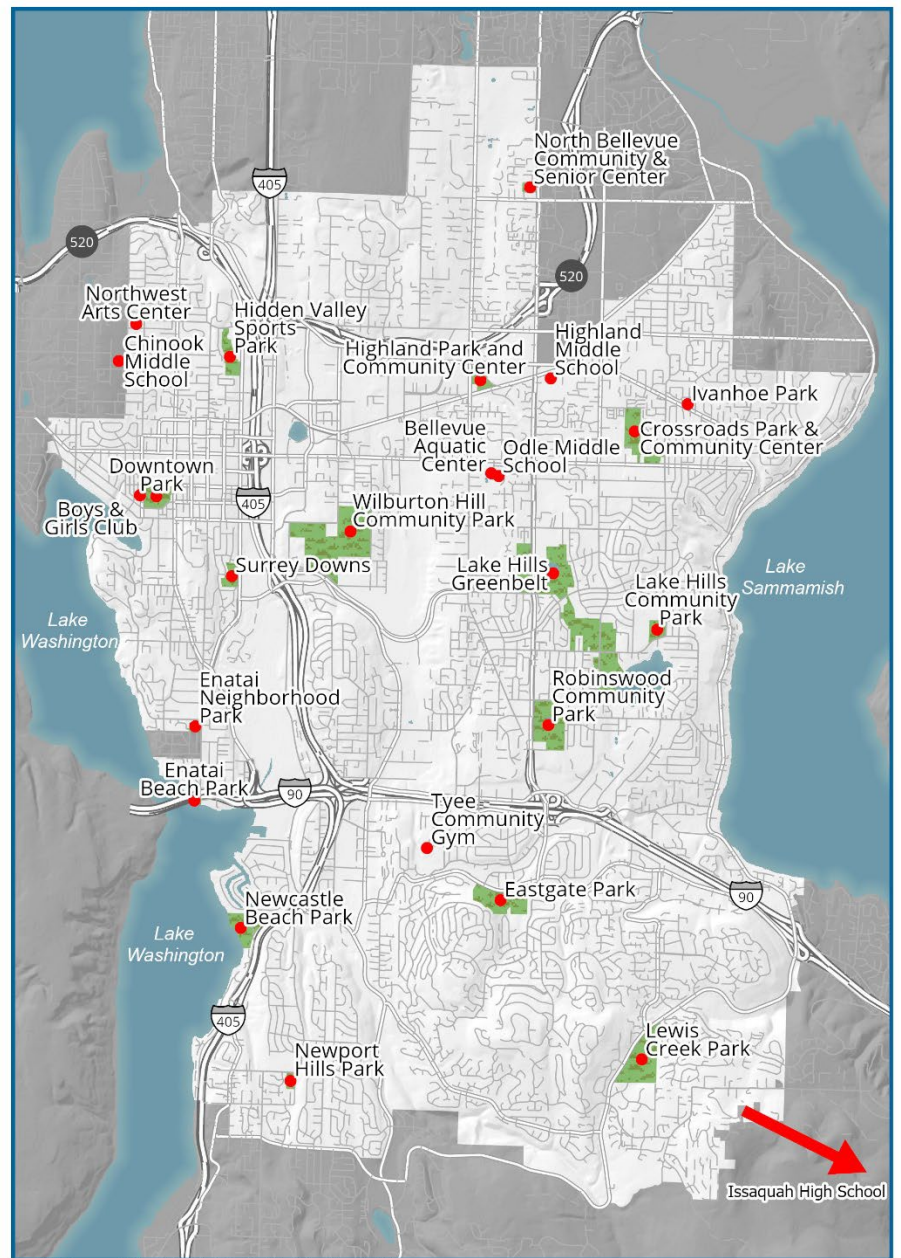 North Bellevue
Community &
Senior Center
405
520
520
Northwest
Arts Center
Hidden Valley
Sports
Park
Chinook
Middle
School
Highland Park and
Community Center
Highland
Middle
School
Ivanhoe Park
Crossroads Park &
Community Center
Bellevue
Aquatic
Center
Odle Middle
School
Downtown
Park
405
Boys &
Girls Club
Wilburton Hill
Community Park
Surrey Downs
Lake Hills
Greenbelt
Lake
Sammamish
Lake Hills
Community
Park
Lake
Washington
Enatai
Neighborhood
Park
Robinswood
Community
Park
Enatai
Beach Park
90
Tyee
Community
Gym
Eastgate Park
90
Newcastle
Beach Park
Lake
Washington
405
Lewis
Creek Park
Newport
Hills Park
Issaquah High School